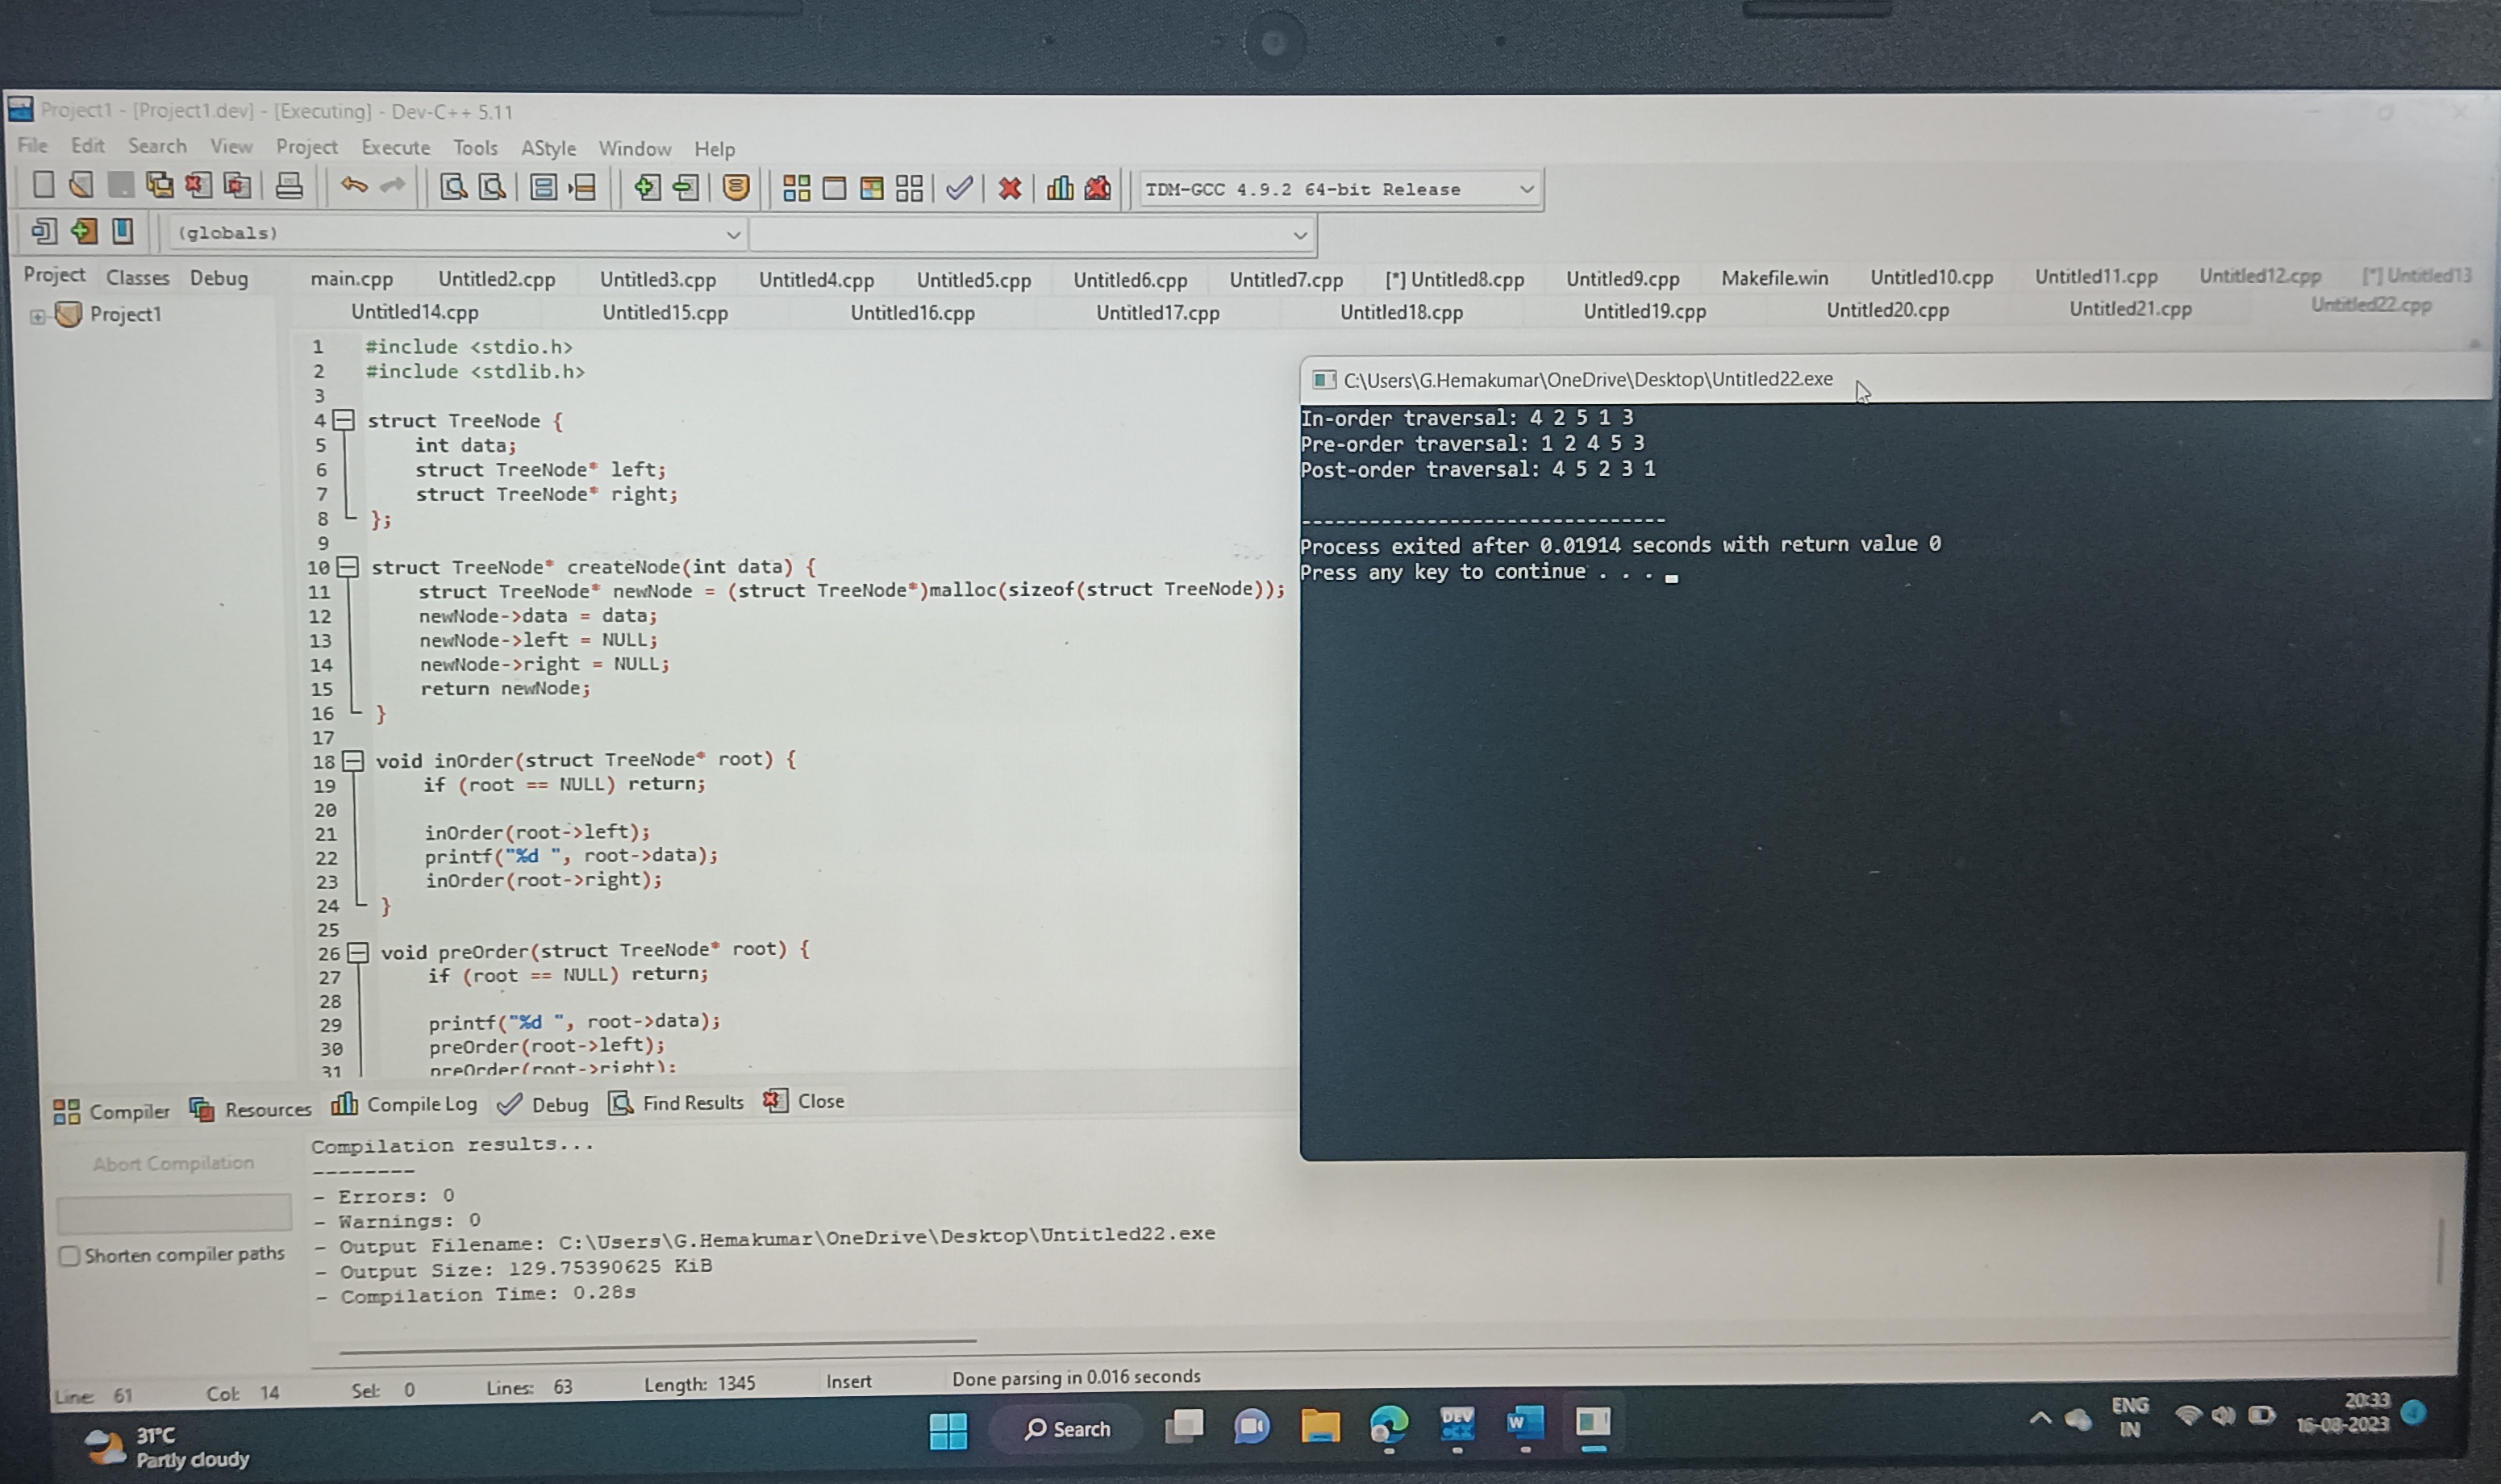 Project1 - [Project1.dev] - [Executing] - Dev-C++ 5.11
File Edit Search View Project Execute Tools AStyle Window Help
TDM-GCC 4.9.2 64-bit Release
(globals)
Project Classes Debug
main.cpp Untitled2.cpp Untitled3.cpp Untitled4.cpp Untitled5.cpp Untitled6.cpp Untitled7.cpp [*] Untitled8.cpp Untitled9.cpp Makefile.win Untitled10.cpp Untitled11.cpp Untitled12.cpp [*] Untitled13
Untitled14.cpp Untitled15.cpp Untitled16.cpp Untitled17.cpp Untitled18.cpp Untitled19.cpp Untitled20.cpp Untitled21.cpp Untitled22.cpp
Project1
1 #include <stdio.h>
2 #include <stdlib.h>
3
4 struct TreeNode {
5 int data;
6 struct TreeNode* left;
7 struct TreeNode* right;
8 };
9
10 struct TreeNode* createNode(int data) {
11 struct TreeNode* newNode = (struct TreeNode*)malloc(sizeof(struct TreeNode));
12 newNode->data = data;
13 newNode->left = NULL;
14 newNode->right = NULL;
15 return newNode;
16 }
17
18 void inOrder(struct TreeNode* root) {
19 if (root == NULL) return;
20
21 inOrder(root->left);
22 printf("%d ", root->data);
23 inOrder(root->right);
24 }
25
26 void preOrder(struct TreeNode* root) {
27 if (root == NULL) return;
28
29 printf("%d ", root->data);
30 preOrder(root->left);
31 preOrder(root->right);
C:\Users\G.Hemakumar\OneDrive\Desktop\Untitled22.exe
In-order traversal: 4 2 5 1 3
Pre-order traversal: 1 2 4 5 3
Post-order traversal: 4 5 2 3 1
--------------------------------
Process exited after 0.01914 seconds with return value 0
Press any key to continue . . .
Compiler Resources Compile Log Debug Find Results Close
Abort Compilation
Shorten compiler paths
Compilation results...
--------
- Errors: 0
- Warnings: 0
- Output Filename: C:\Users\G.Hemakumar\OneDrive\Desktop\Untitled22.exe
- Output Size: 129.75390625 KiB
- Compilation Time: 0.28s
Line: 61 Col: 14 Sel: 0 Lines: 63 Length: 1345 Insert Done parsing in 0.016 seconds
31°C
Partly cloudy
Search
DEV
W
ENG
IN
20:33
16-08-2023
4